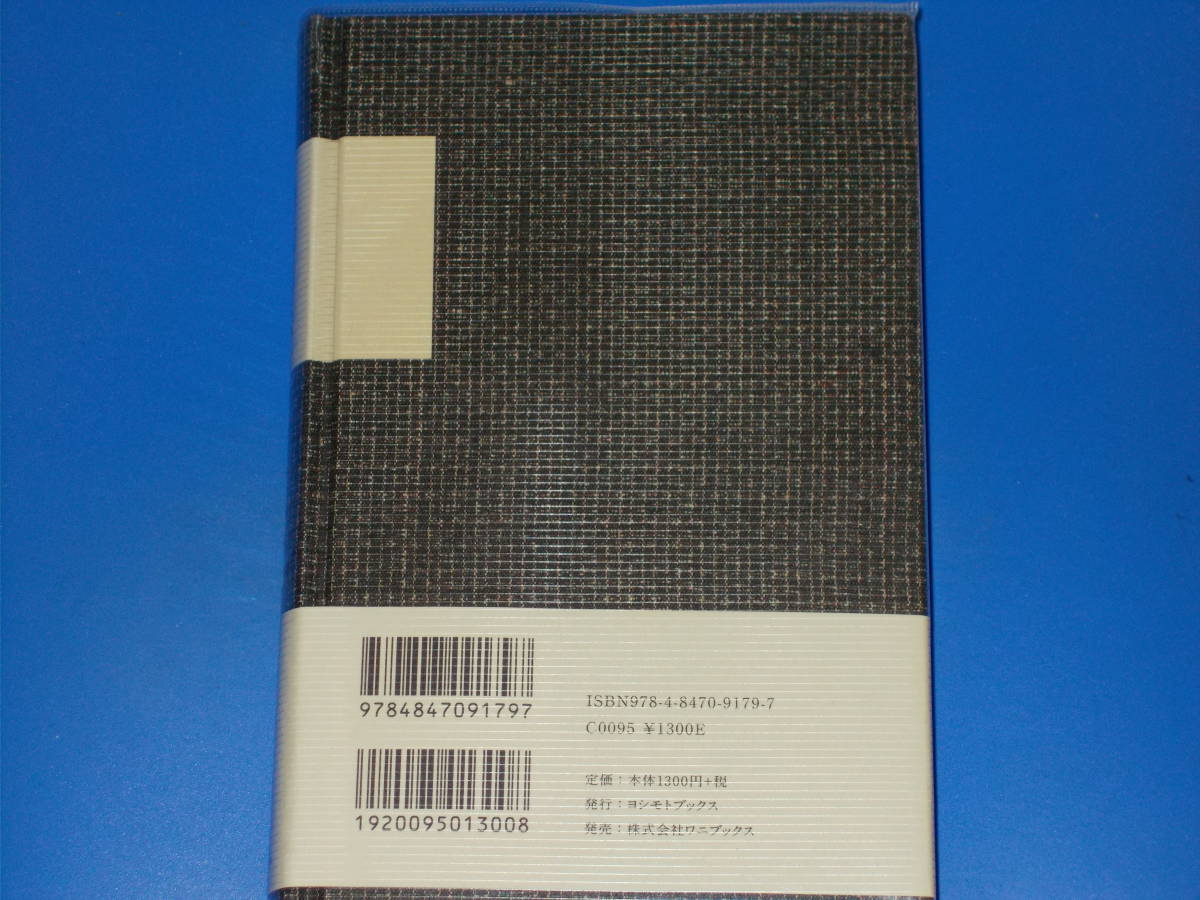 9784847091797
ISBN978-4-8470-9179-7
C0095 ¥1300E
1920095013008
定価：本体1300円+税
発行：ヨシモトブックス
発売：株式会社ワニブックス